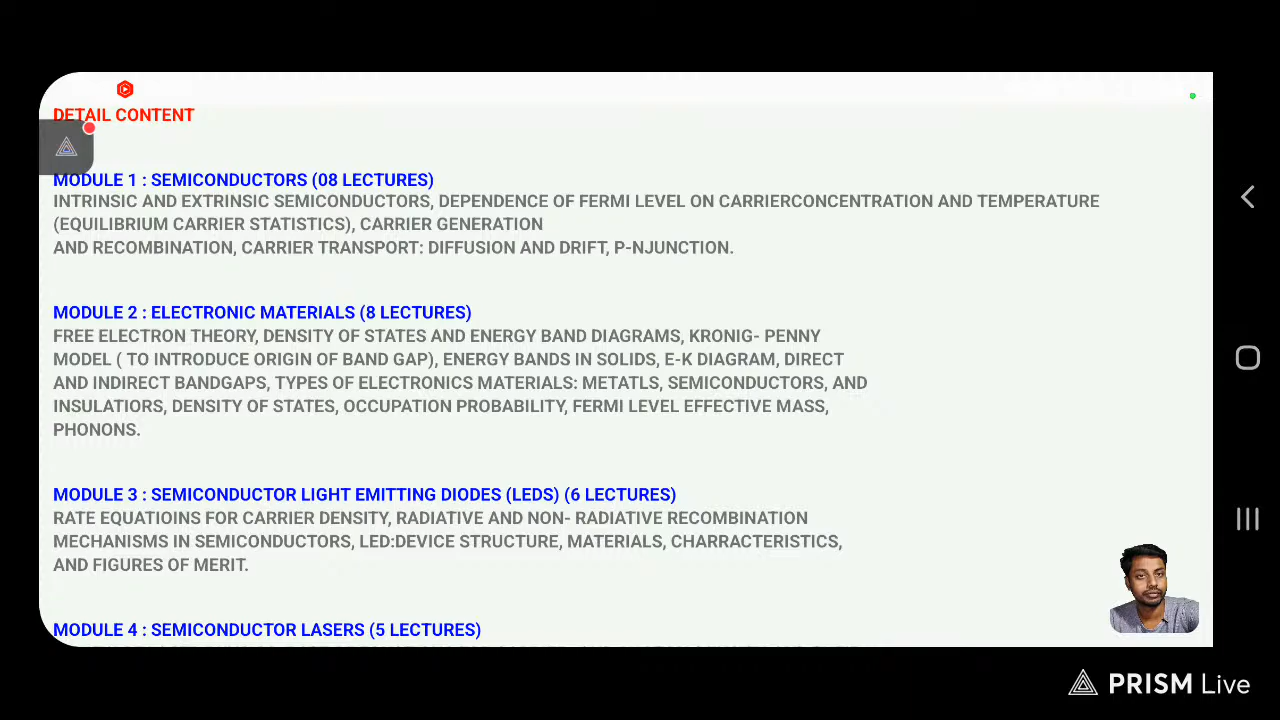 DETAIL CONTENT
MODULE 1 : SEMICONDUCTORS (08 LECTURES)
INTRINSIC AND EXTRINSIC SEMICONDUCTORS, DEPENDENCE OF FERMI LEVEL ON CARRIERCONCENTRATION AND TEMPERATURE
(EQUILIBRIUM CARRIER STATISTICS), CARRIER GENERATION
AND RECOMBINATION, CARRIER TRANSPORT: DIFFUSION AND DRIFT, P-NJUNCTION.
MODULE 2 : ELECTRONIC MATERIALS (8 LECTURES)
FREE ELECTRON THEORY, DENSITY OF STATES AND ENERGY BAND DIAGRAMS, KRONIG- PENNY
MODEL ( TO INTRODUCE ORIGIN OF BAND GAP), ENERGY BANDS IN SOLIDS, E-K DIAGRAM, DIRECT
AND INDIRECT BANDGAPS, TYPES OF ELECTRONICS MATERIALS: METATLS, SEMICONDUCTORS, AND
INSULATIORS, DENSITY OF STATES, OCCUPATION PROBABILITY, FERMI LEVEL EFFECTIVE MASS,
PHONONS.
MODULE 3 : SEMICONDUCTOR LIGHT EMITTING DIODES (LEDS) (6 LECTURES)
RATE EQUATIOINS FOR CARRIER DENSITY, RADIATIVE AND NON- RADIATIVE RECOMBINATION
MECHANISMS IN SEMICONDUCTORS, LED:DEVICE STRUCTURE, MATERIALS, CHARRACTERISTICS,
AND FIGURES OF MERIT.
MODULE 4 : SEMICONDUCTOR LASERS (5 LECTURES)
PRISM Live